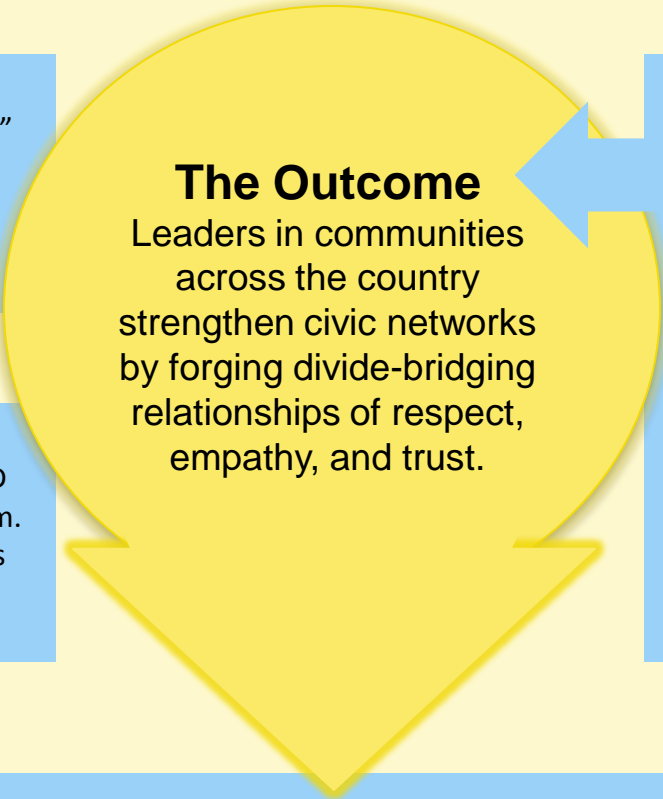 ”
The Outcome
Leaders in communities
across the country
strengthen civic networks
by forging divide-bridging
relationships of respect,
empathy, and trust.